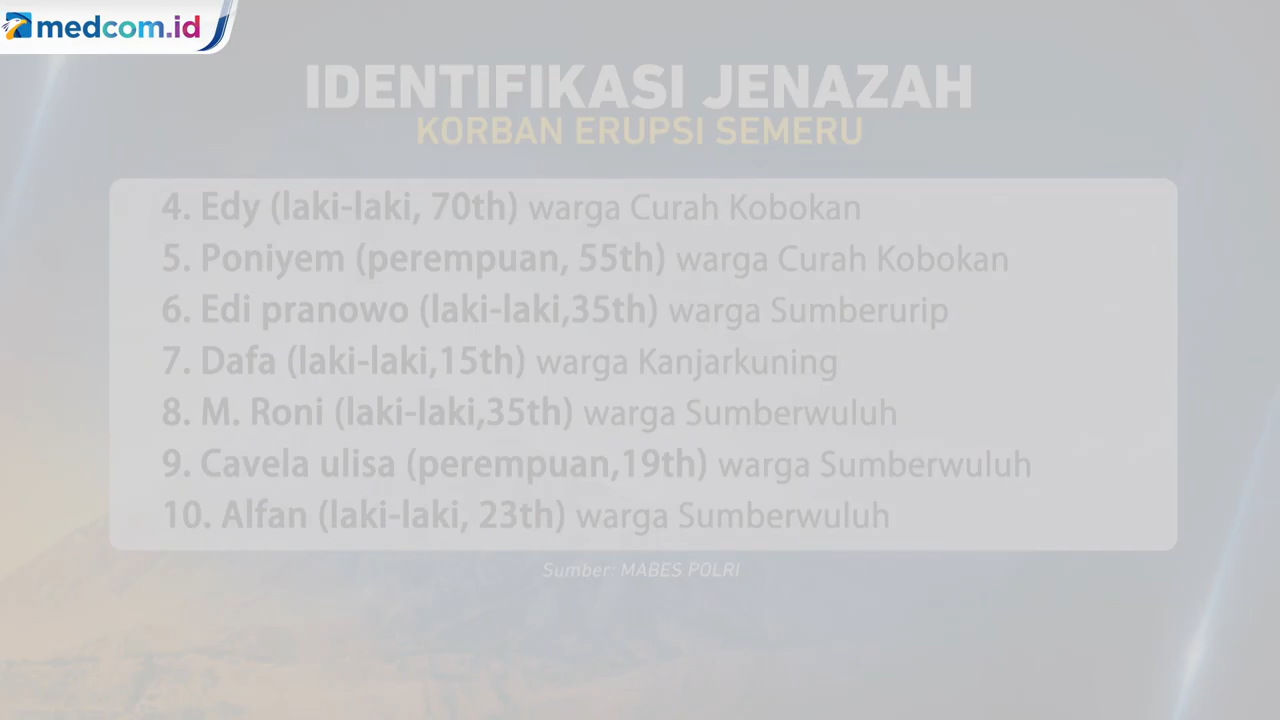 medcom.id
IDENTIFIKASI JENAZAH
KORBAN ERUPSI SEMERU
4. Edy (laki-laki, 70th) warga Curah Kobokan
5. Poniyem (perempuan, 55th) warga Curah Kobokan
6. Edi pranowo (laki-laki,35th) warga Sumberurip
7. Dafa (laki-laki,15th) warga Kanjarkuning
8. M. Roni (laki-laki,35th) warga Sumberwuluh
9. Cavela ulisa (perempuan,19th) warga Sumberwuluh
10. Alfan (laki-laki, 23th) warga Sumberwuluh
Sumber: MABES POLRI